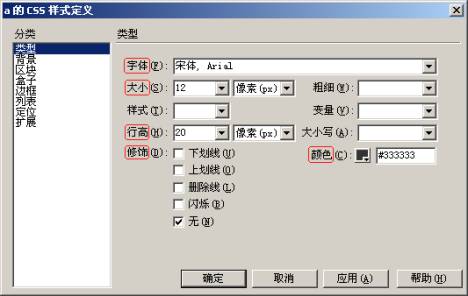 a 的 CSS 样式定义
分类
类型
背景
区块
盒子
边框
列表
定位
扩展
类型
字体(F): 宋体, Arial
大小(S): 12 像素(px) 粗细(W):
样式(T): 变量(V):
行高(H): 20 像素(px) 大小写(A):
修饰(D): 下划线(U) 颜色(C): #333333
上划线(O)
删除线(L)
闪烁(B)
无(N)
确定 取消 应用(A) 帮助(H)